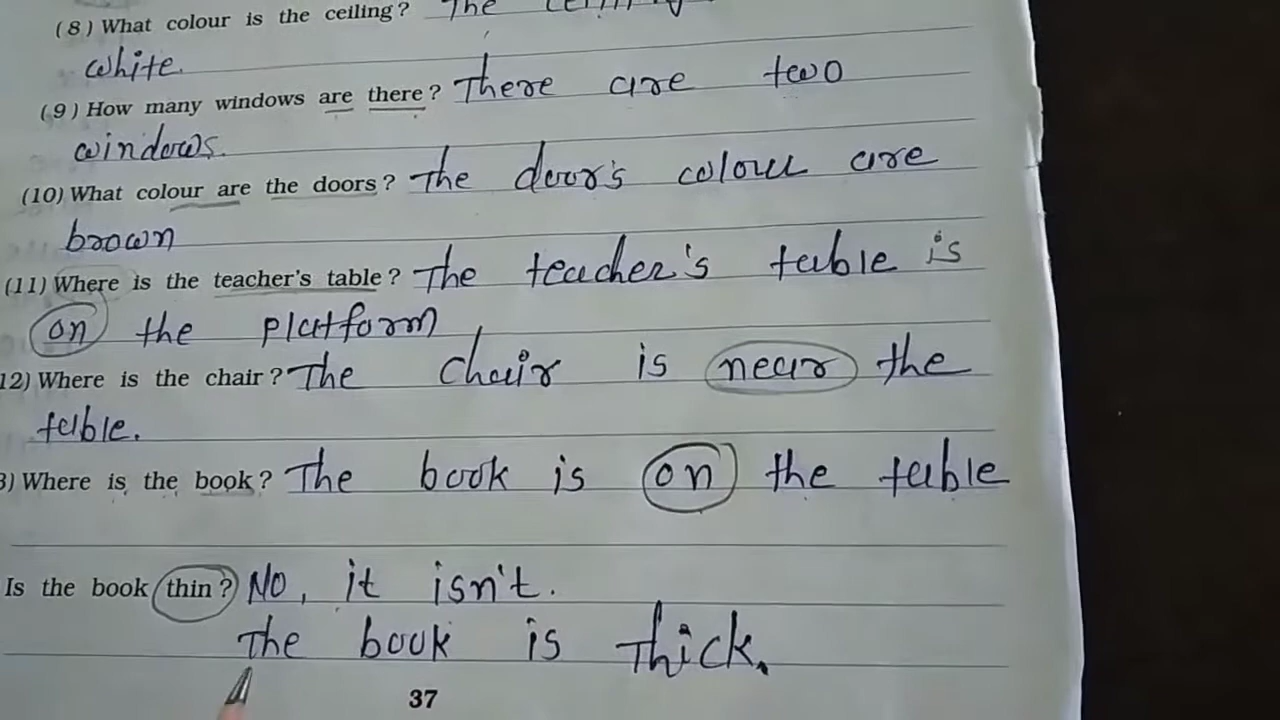 (8) What colour is the ceiling? The ceiling
white.
(9) How many windows are there? There are two
windows.
(10) What colour are the doors? The door's colour are
brown
(11) Where is the teacher's table? The teacher's table is
on the platform
12) Where is the chair? The chair is near the
table.
3) Where is the book? The book is on the table
Is the book thin? No, it isn't.
The book is Thick.
37